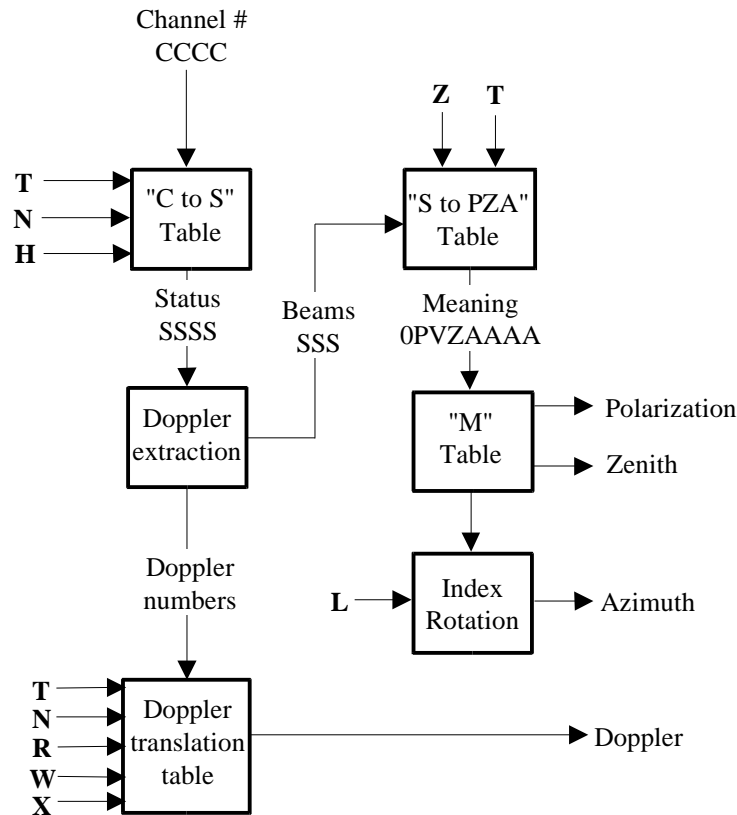 Channel #
CCCC
Z T
T
N
H
"C to S"
Table
"S to PZA"
Table
Status
SSSS
Beams
SSS
Meaning
0PVZAAAA
Doppler
extraction
"M"
Table
Polarization
Zenith
Doppler
numbers
L
Index
Rotation
Azimuth
T
N
R
W
X
Doppler
translation
table
Doppler